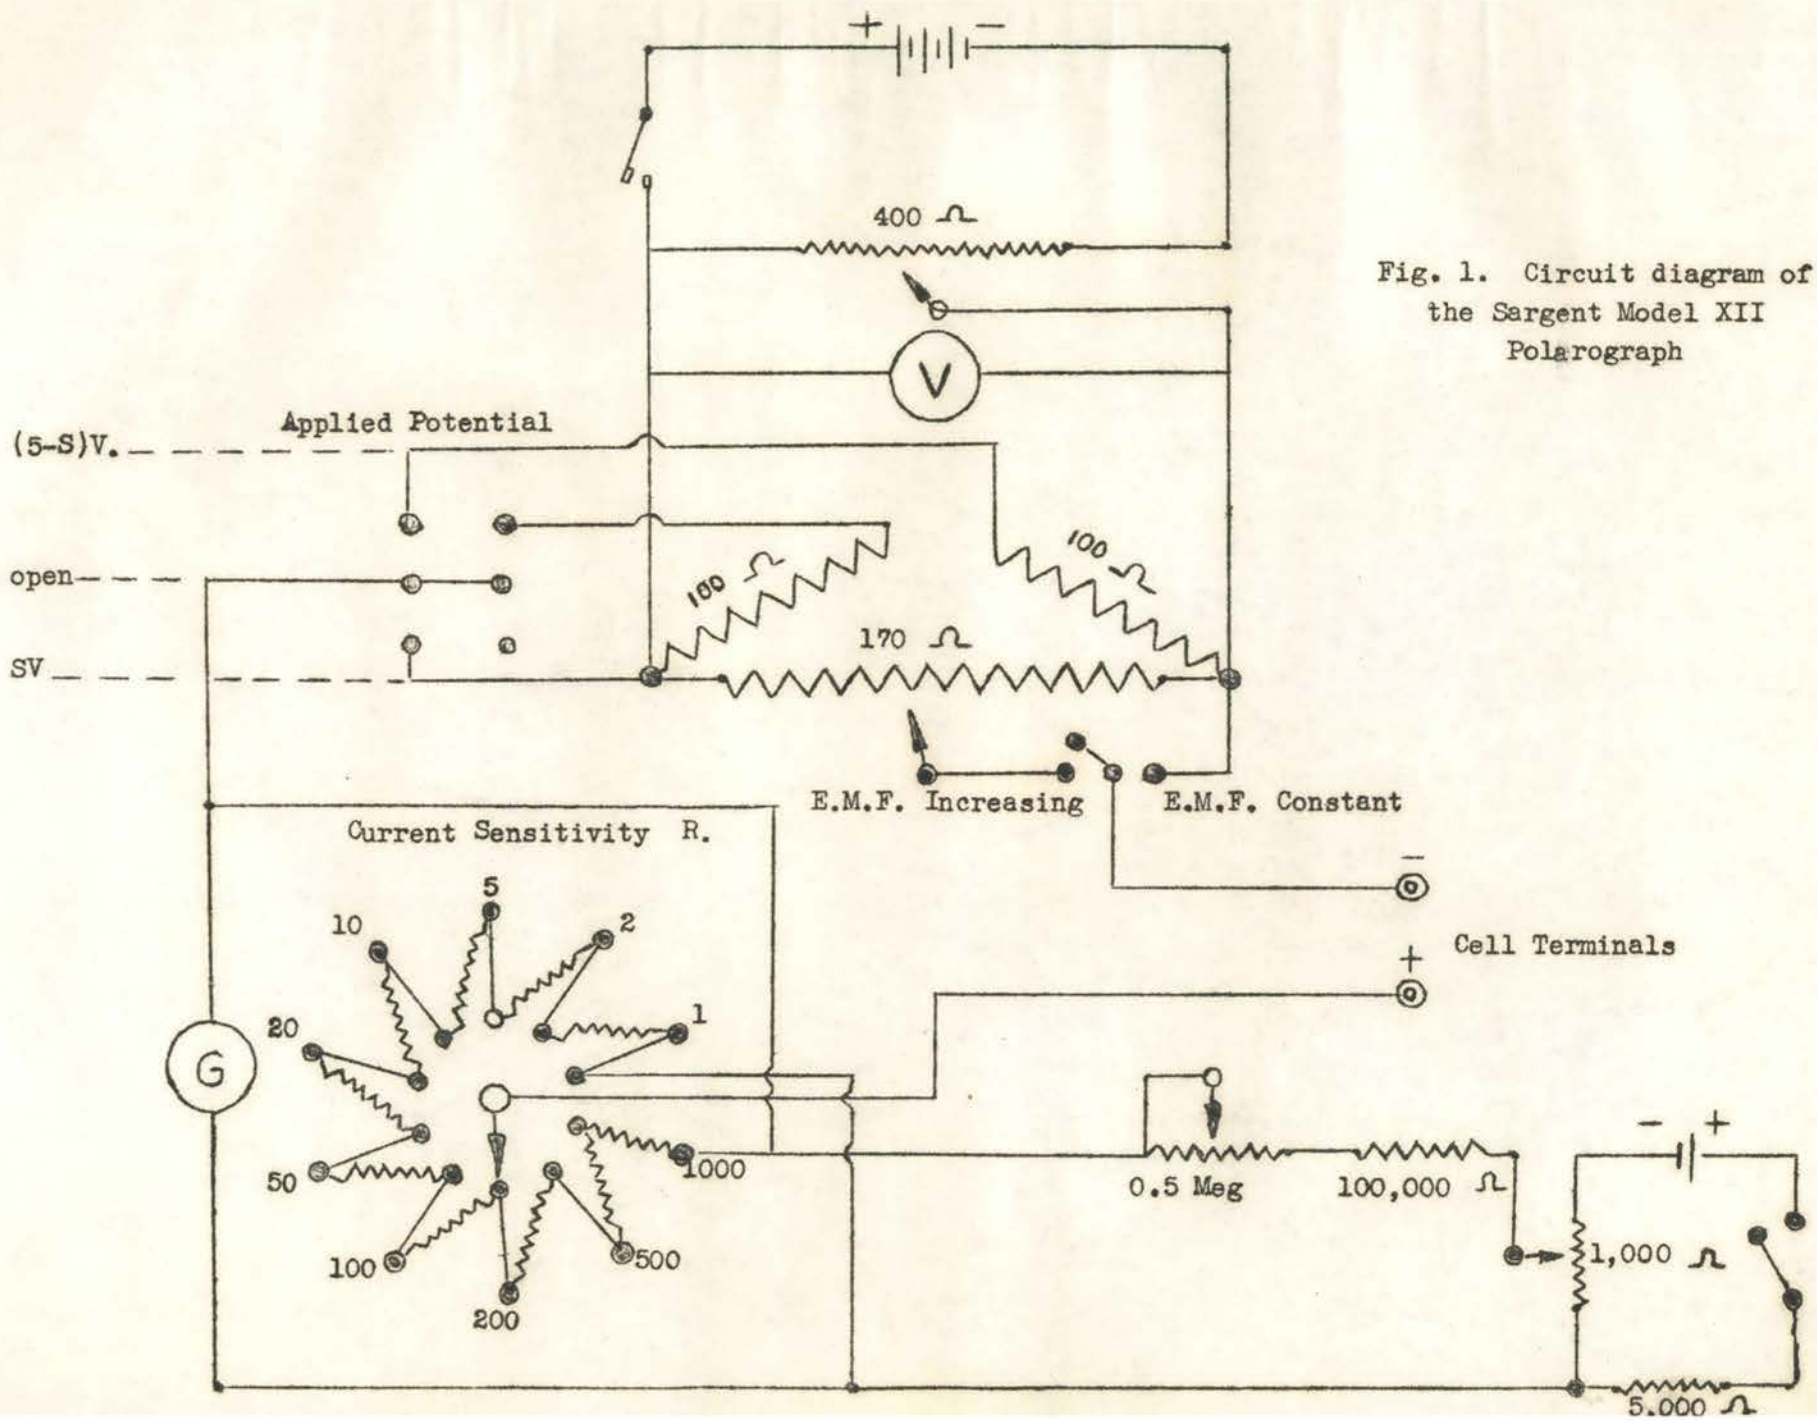 + −
400 Ω
Fig. 1. Circuit diagram of
the Sargent Model XII
Polarograph
V
Applied Potential
(5-S)V.
open
SV
100 Ω
100 Ω
170 Ω
E.M.F. Increasing
E.M.F. Constant
Current Sensitivity R.
−
Cell Terminals
+
5
10
2
20
1
G
50
1000
100
500
200
0.5 Meg
100,000 Ω
− +
1,000 Ω
5.000 Ω